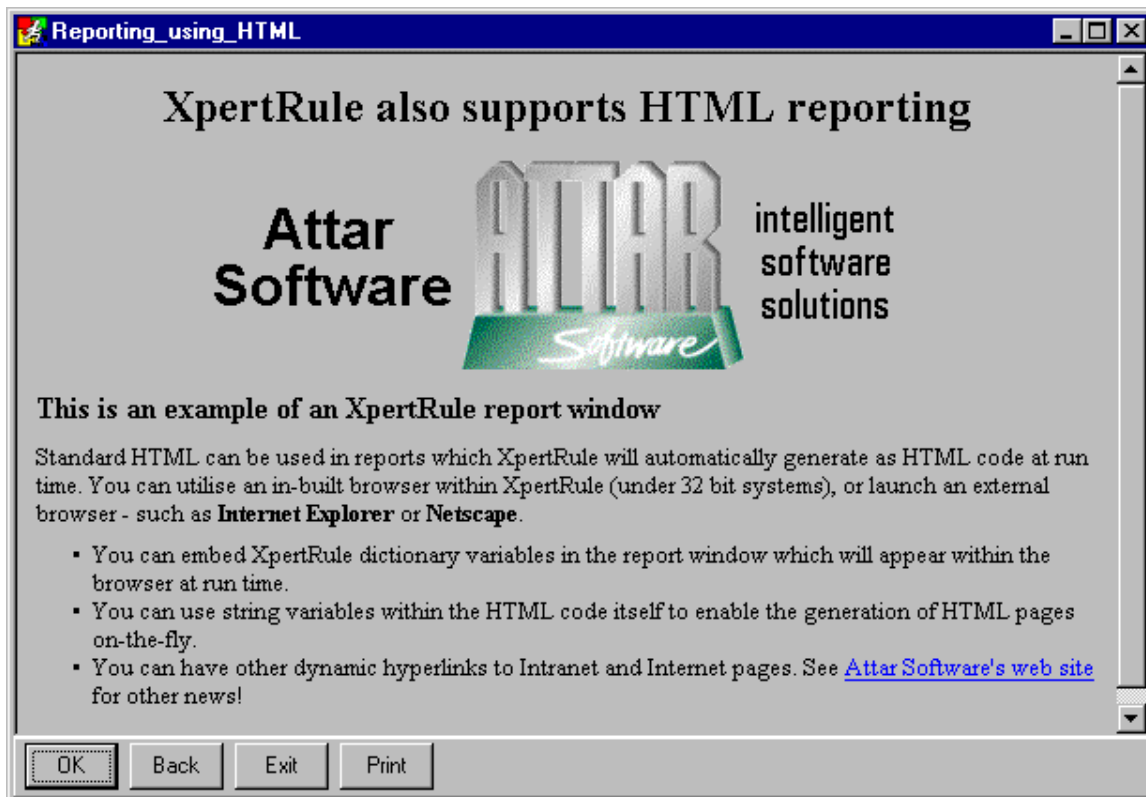 Reporting_using_HTML
XpertRule also supports HTML reporting
Attar
Software
ATTAR
Software
intelligent
software
solutions
This is an example of an XpertRule report window
Standard HTML can be used in reports which XpertRule will automatically generate as HTML code at run
time. You can utilise an in-built browser within XpertRule (under 32 bit systems), or launch an external
browser - such as Internet Explorer or Netscape.
▪ You can embed XpertRule dictionary variables in the report window which will appear within the
browser at run time.
▪ You can use string variables within the HTML code itself to enable the generation of HTML pages
on-the-fly.
▪ You can have other dynamic hyperlinks to Intranet and Internet pages. See Attar Software's web site
for other news!
OK Back Exit Print